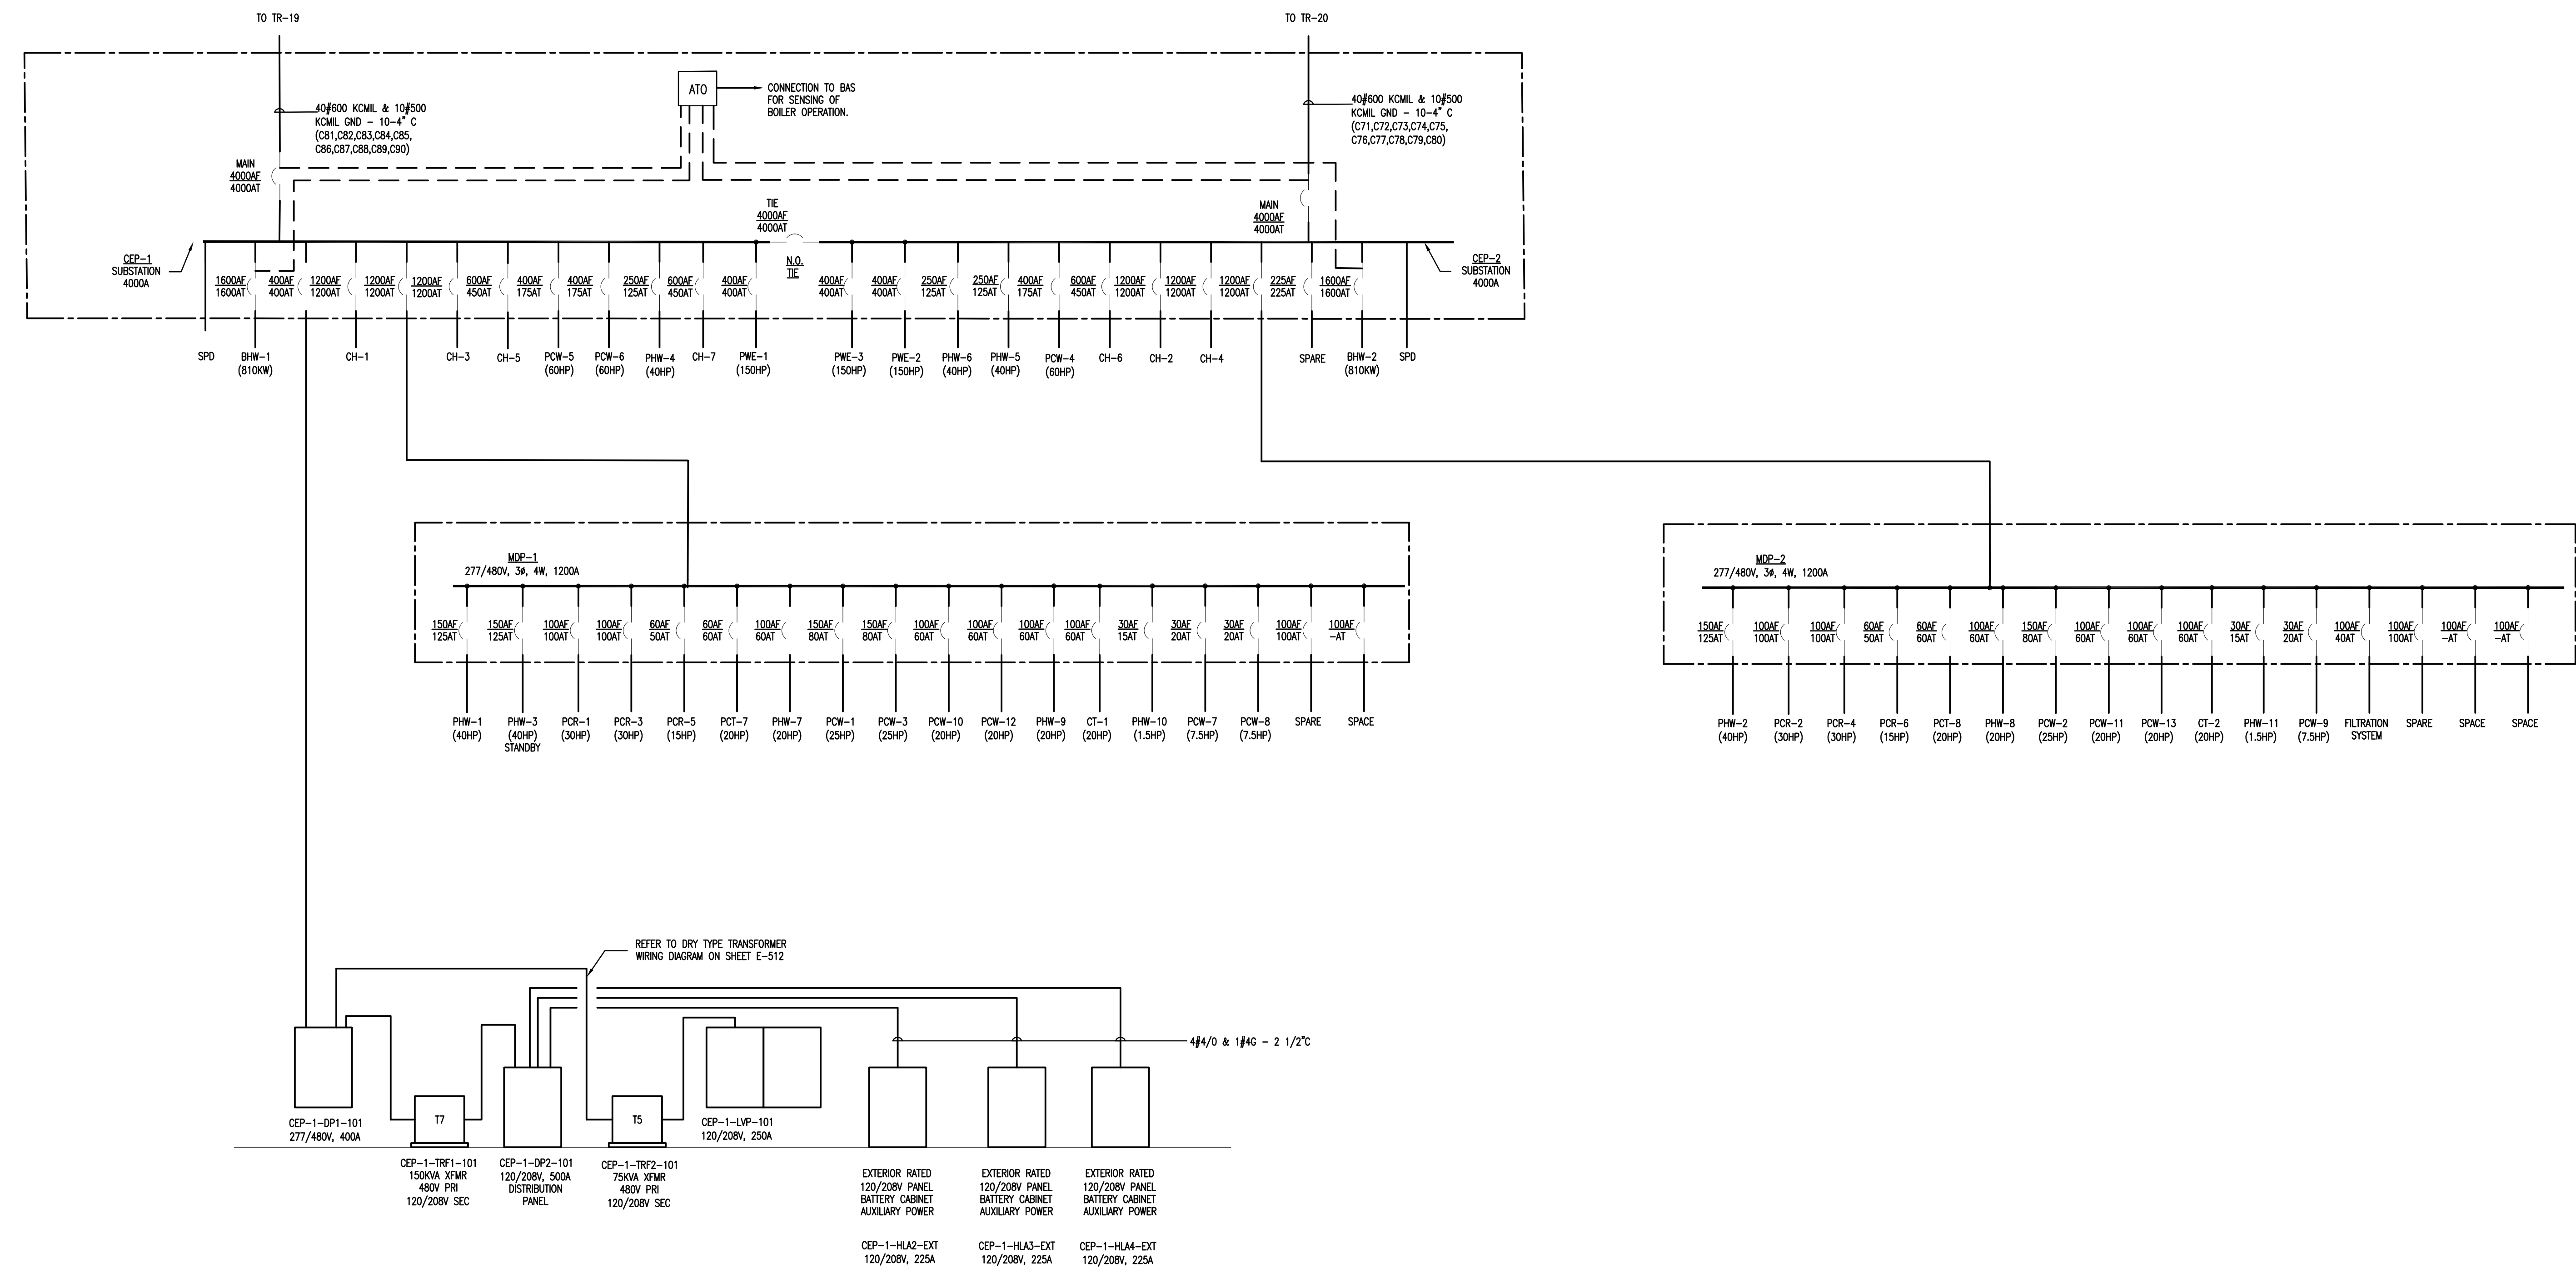 TO TR-19
TO TR-20
ATO
CONNECTION TO BAS
FOR SENSING OF
BOILER OPERATION.
40#600 KCMIL & 10#500
KCMIL GND - 10-4" C
(C81,C82,C83,C84,C85,
C86,C87,C88,C89,C90)
40#600 KCMIL & 10#500
KCMIL GND - 10-4" C
(C71,C72,C73,C74,C75,
C76,C77,C78,C79,C80)
MAIN
4000AF
4000AT
TIE
4000AF
4000AT
MAIN
4000AF
4000AT
N.O.
TIE
CEP-1
SUBSTATION
4000A
CEP-2
SUBSTATION
4000A
1600AF 400AF 1200AF 1200AF 1200AF 600AF 400AF 400AF 250AF 600AF 400AF 400AF 400AF 250AF 250AF 400AF 600AF 1200AF 1200AF 1200AF 225AF 1600AF
1600AT 400AT 1200AT 1200AT 1200AT 450AT 175AT 175AT 125AT 450AT 400AT 400AT 400AT 125AT 125AT 175AT 450AT 1200AT 1200AT 1200AT 225AT 1600AT
SPD BHW-1 CH-1 CH-3 CH-5 PCW-5 PCW-6 PHW-4 CH-7 PWE-1 PWE-3 PWE-2 PHW-6 PHW-5 PCW-4 CH-6 CH-2 CH-4 SPARE BHW-2 SPD
(810KW) (60HP) (60HP) (40HP) (150HP) (150HP) (150HP) (40HP) (40HP) (60HP) (810KW)
MDP-1
277/480V, 3ø, 4W, 1200A
150AF 150AF 100AF 100AF 60AF 60AF 100AF 150AF 150AF 100AF 100AF 100AF 100AF 30AF 30AF 30AF 100AF 100AF
125AT 125AT 100AT 100AT 50AT 60AT 60AT 80AT 80AT 60AT 60AT 60AT 60AT 15AT 20AT 20AT 100AT -AT
PHW-1 PHW-3 PCR-1 PCR-3 PCR-5 PCT-7 PHW-7 PCW-1 PCW-3 PCW-10 PCW-12 PHW-9 CT-1 PHW-10 PCW-7 PCW-8 SPARE SPACE
(40HP) (40HP) (30HP) (30HP) (15HP) (20HP) (20HP) (25HP) (25HP) (20HP) (20HP) (20HP) (20HP) (1.5HP) (7.5HP) (7.5HP)
STANDBY
MDP-2
277/480V, 3ø, 4W, 1200A
150AF 100AF 100AF 60AF 60AF 100AF 150AF 100AF 100AF 100AF 30AF 30AF 100AF 100AF 100AF 100AF
125AT 100AT 100AT 50AT 60AT 60AT 80AT 60AT 60AT 60AT 15AT 20AT 40AT 100AT -AT -AT
PHW-2 PCR-2 PCR-4 PCR-6 PCT-8 PHW-8 PCW-2 PCW-11 PCW-13 CT-2 PHW-11 PCW-9 FILTRATION SPARE SPACE SPACE
(40HP) (30HP) (30HP) (15HP) (20HP) (20HP) (25HP) (20HP) (20HP) (20HP) (1.5HP) (7.5HP) SYSTEM
REFER TO DRY TYPE TRANSFORMER
WIRING DIAGRAM ON SHEET E-512
4#4/0 & 1#4G - 2 1/2"C
CEP-1-DP1-101
277/480V, 400A
T7
T5
CEP-1-LVP-101
120/208V, 250A
CEP-1-TRF1-101
150KVA XFMR
480V PRI
120/208V SEC
CEP-1-DP2-101
120/208V, 500A
DISTRIBUTION
PANEL
CEP-1-TRF2-101
75KVA XFMR
480V PRI
120/208V SEC
EXTERIOR RATED
120/208V PANEL
BATTERY CABINET
AUXILIARY POWER
CEP-1-HLA2-EXT
120/208V, 225A
EXTERIOR RATED
120/208V PANEL
BATTERY CABINET
AUXILIARY POWER
CEP-1-HLA3-EXT
120/208V, 225A
EXTERIOR RATED
120/208V PANEL
BATTERY CABINET
AUXILIARY POWER
CEP-1-HLA4-EXT
120/208V, 225A